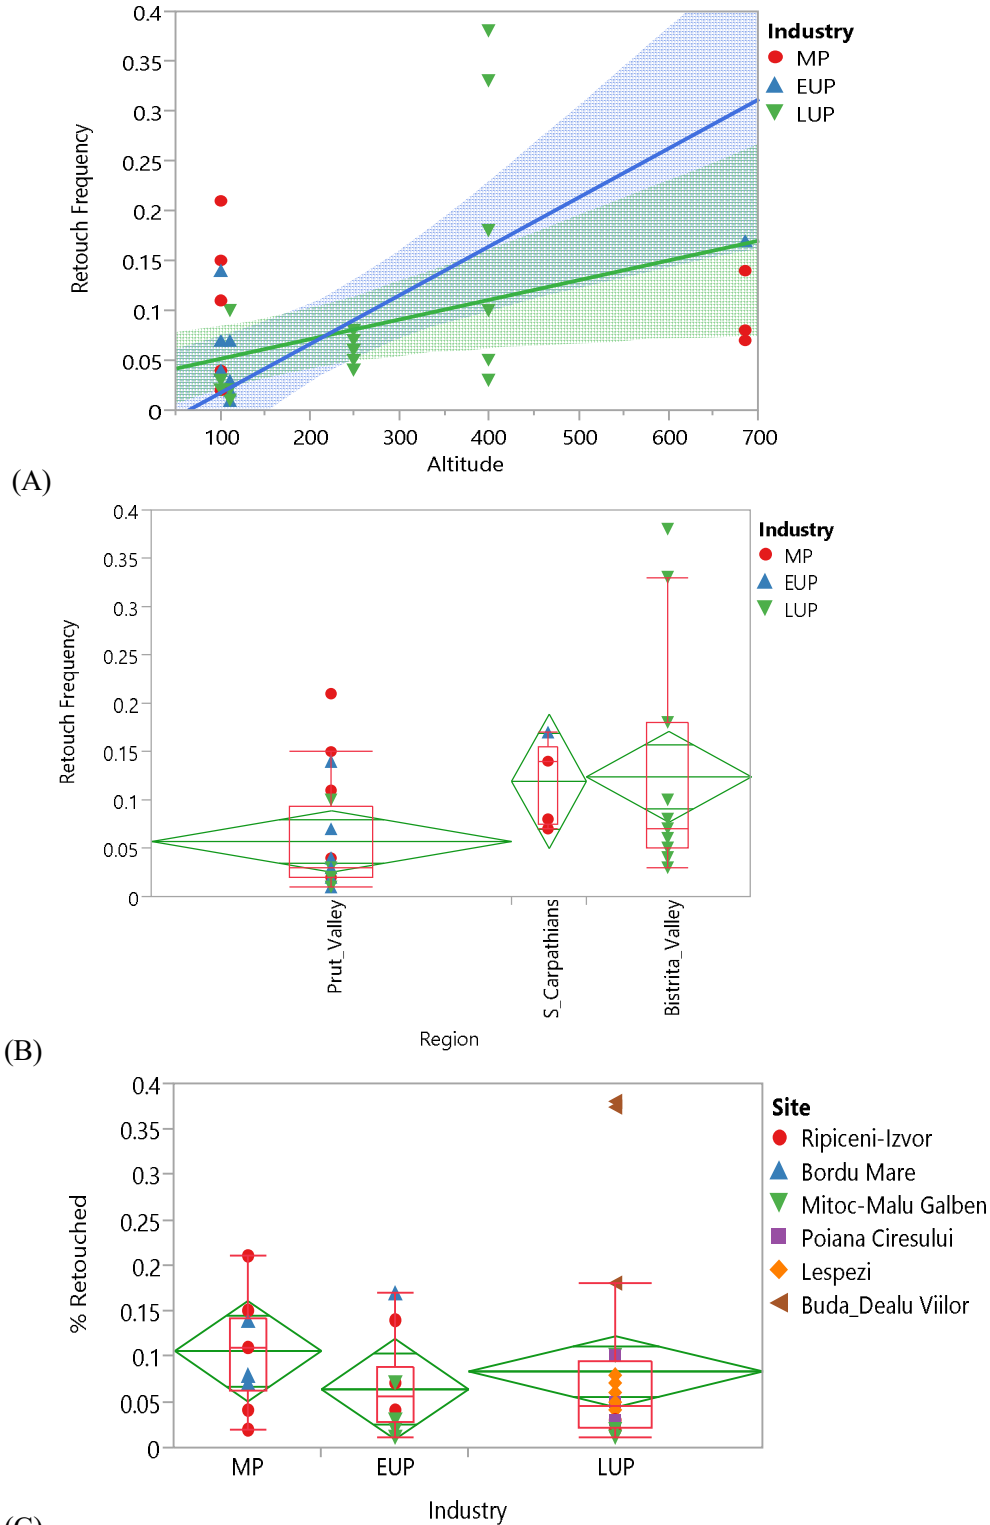 0.4
0.35
0.3
0.25
0.2
0.15
0.1
0.05
0
Retouch Frequency
100 200 300 400 500 600 700
Altitude
Industry
MP
EUP
LUP
(A)
0.4
0.35
0.3
0.25
0.2
0.15
0.1
0.05
0
Retouch Frequency
Prut_Valley
S_Carpathians
Bistrita_Valley
Region
Industry
MP
EUP
LUP
(B)
0.4
0.35
0.3
0.25
0.2
0.15
0.1
0.05
0
% Retouched
MP EUP LUP
Industry
Site
Ripiceni-Izvor
Bordu Mare
Mitoc-Malu Galben
Poiana Ciresului
Lespezi
Buda_Dealu Viilor